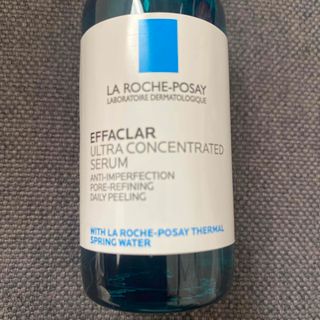 LA ROCHE-POSAY
LABORATOIRE DERMATOLOGIQUE
EFFACLAR
ULTRA CONCENTRATED
SERUM
ANTI-IMPERFECTION
PORE-REFINING
DAILY PEELING
WITH LA ROCHE-POSAY THERMAL
SPRING WATER